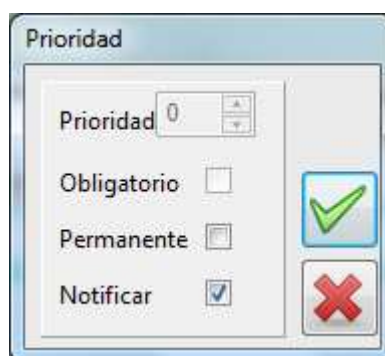 Prioridad
Prioridad 0
Obligatorio
Permanente
Notificar